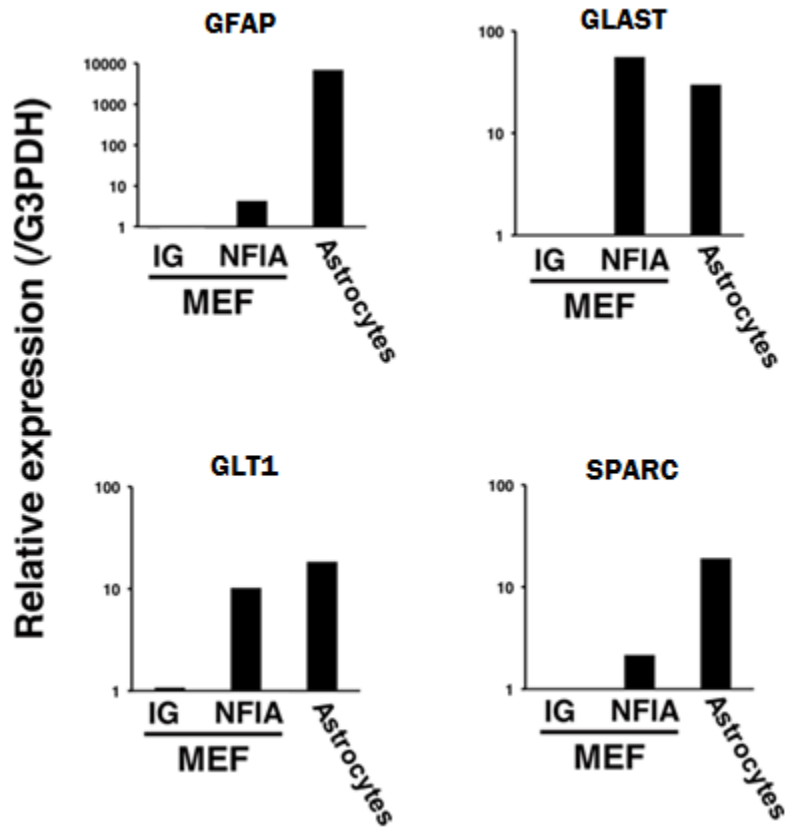 Relative expression (/G3PDH)
GFAP
10000
1000
100
10
1
IG NFIA Astrocytes
MEF
GLAST
100
10
1
IG NFIA Astrocytes
MEF
GLT1
100
10
1
IG NFIA Astrocytes
MEF
SPARC
100
10
1
IG NFIA Astrocytes
MEF